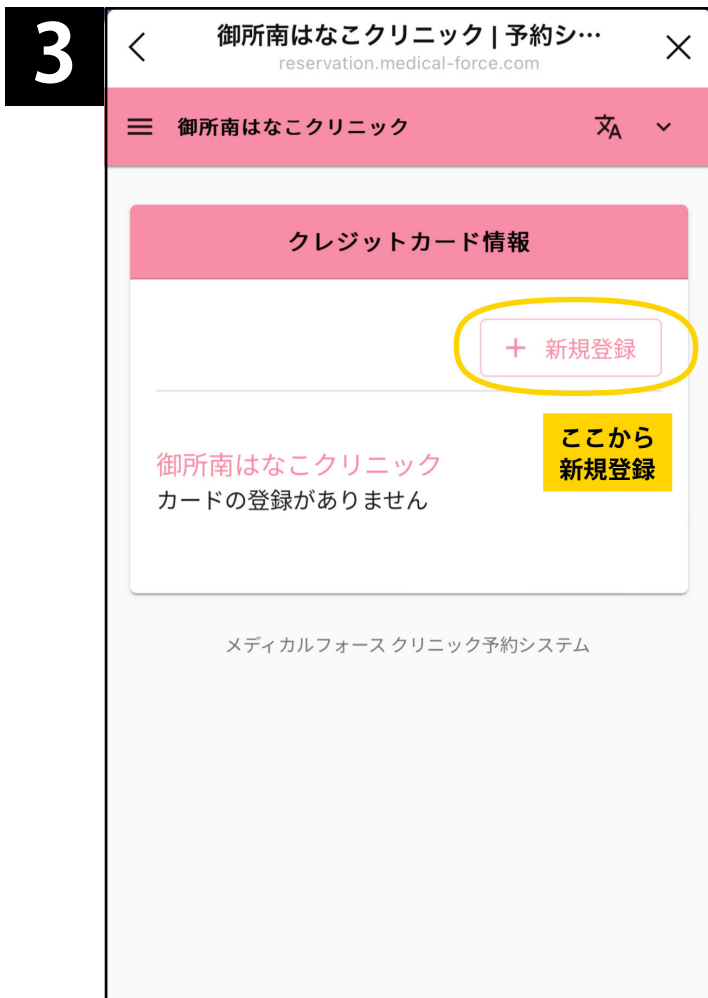 3
御所南はなこクリニック | 予約シ…
reservation.medical-force.com
御所南はなこクリニック
クレジットカード情報
+ 新規登録
ここから
新規登録
御所南はなこクリニック
カードの登録がありません
メディカルフォース クリニック予約システム